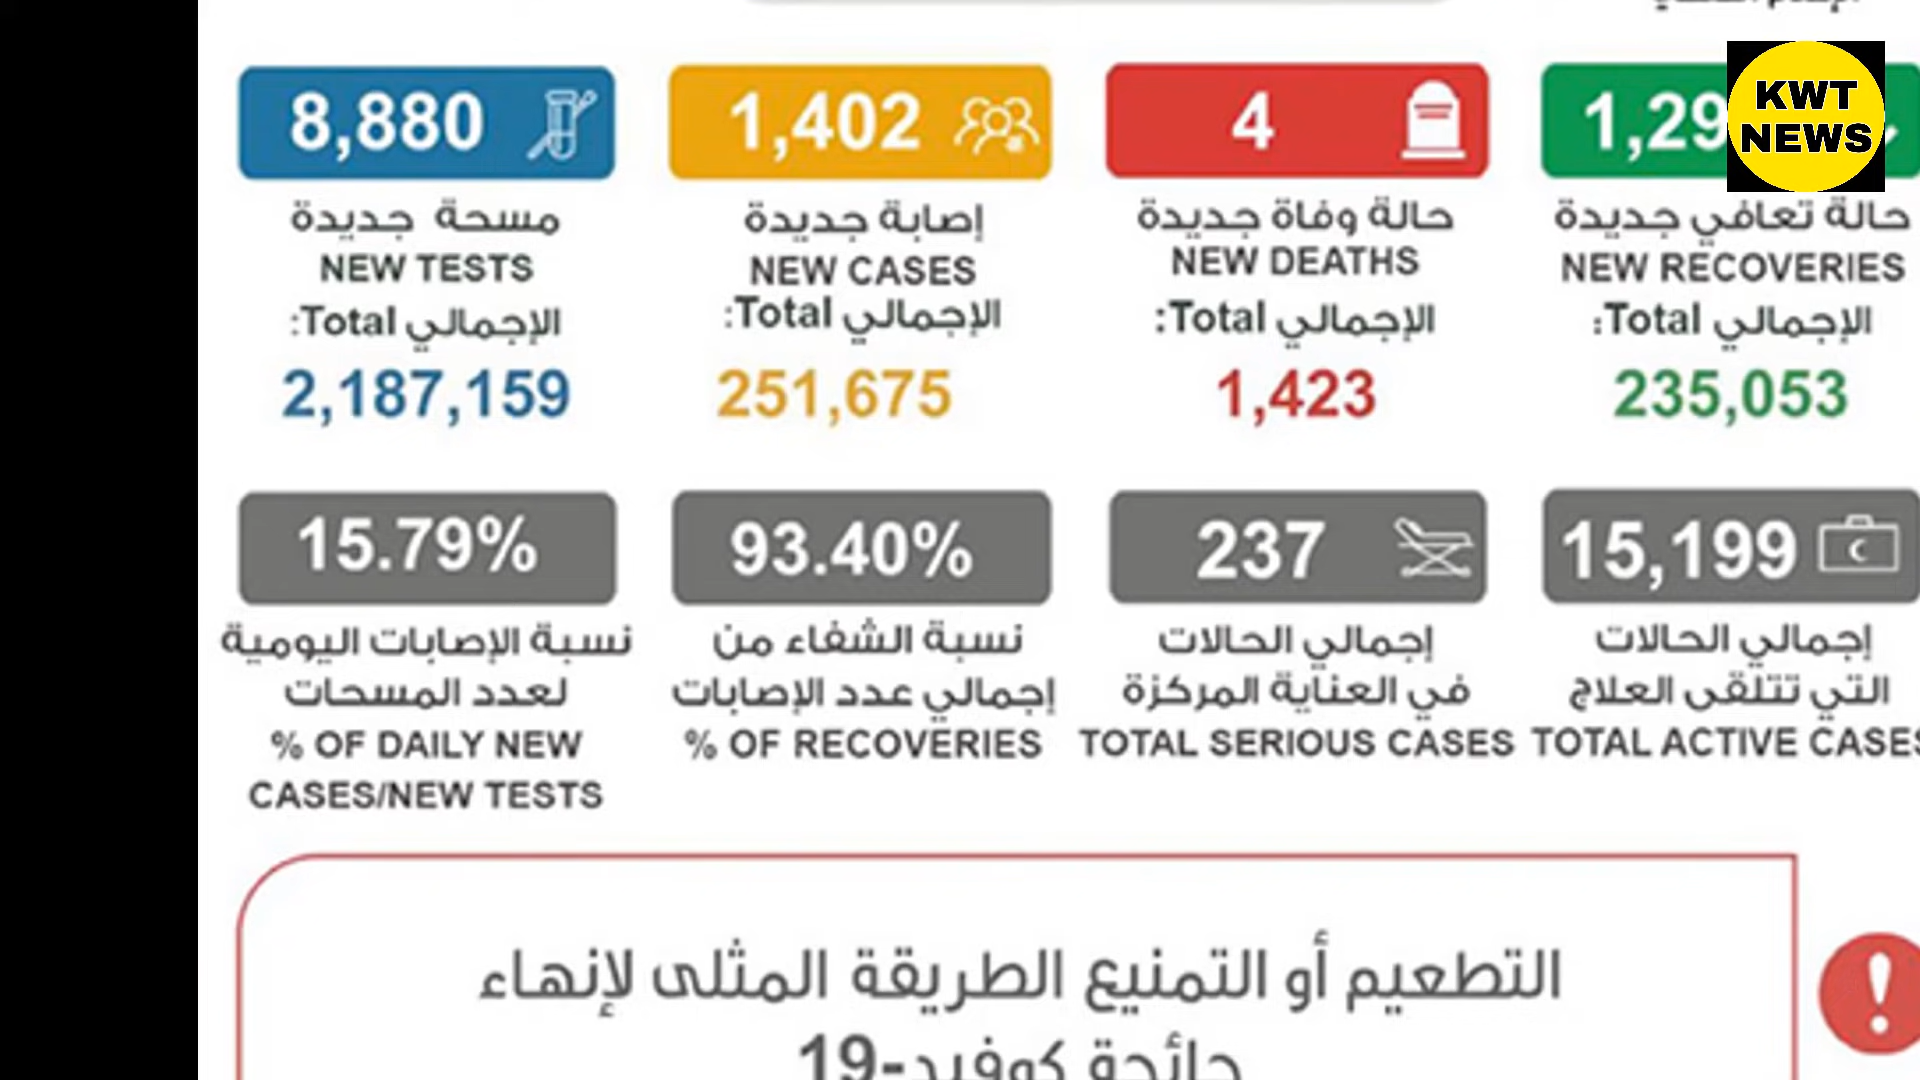 KWT
NEWS
8,880
مسحة جديدة
NEW TESTS
الإجمالي Total:
2,187,159
1,402
إصابة جديدة
NEW CASES
الإجمالي Total:
251,675
4
حالة وفاة جديدة
NEW DEATHS
الإجمالي Total:
1,423
حالة تعافي جديدة
NEW RECOVERIES
الإجمالي Total:
235,053
15.79%
نسبة الإصابات اليومية
لعدد المسحات
% OF DAILY NEW
CASES/NEW TESTS
93.40%
نسبة الشفاء من
إجمالي عدد الإصابات
% OF RECOVERIES
237
إجمالي الحالات
في العناية المركزة
TOTAL SERIOUS CASES
15,199
إجمالي الحالات
التي تتلقى العلاج
TOTAL ACTIVE CASES
التطعيم أو التمنيع الطريقة المثلى لإنهاء
جائحة كوفيد-19